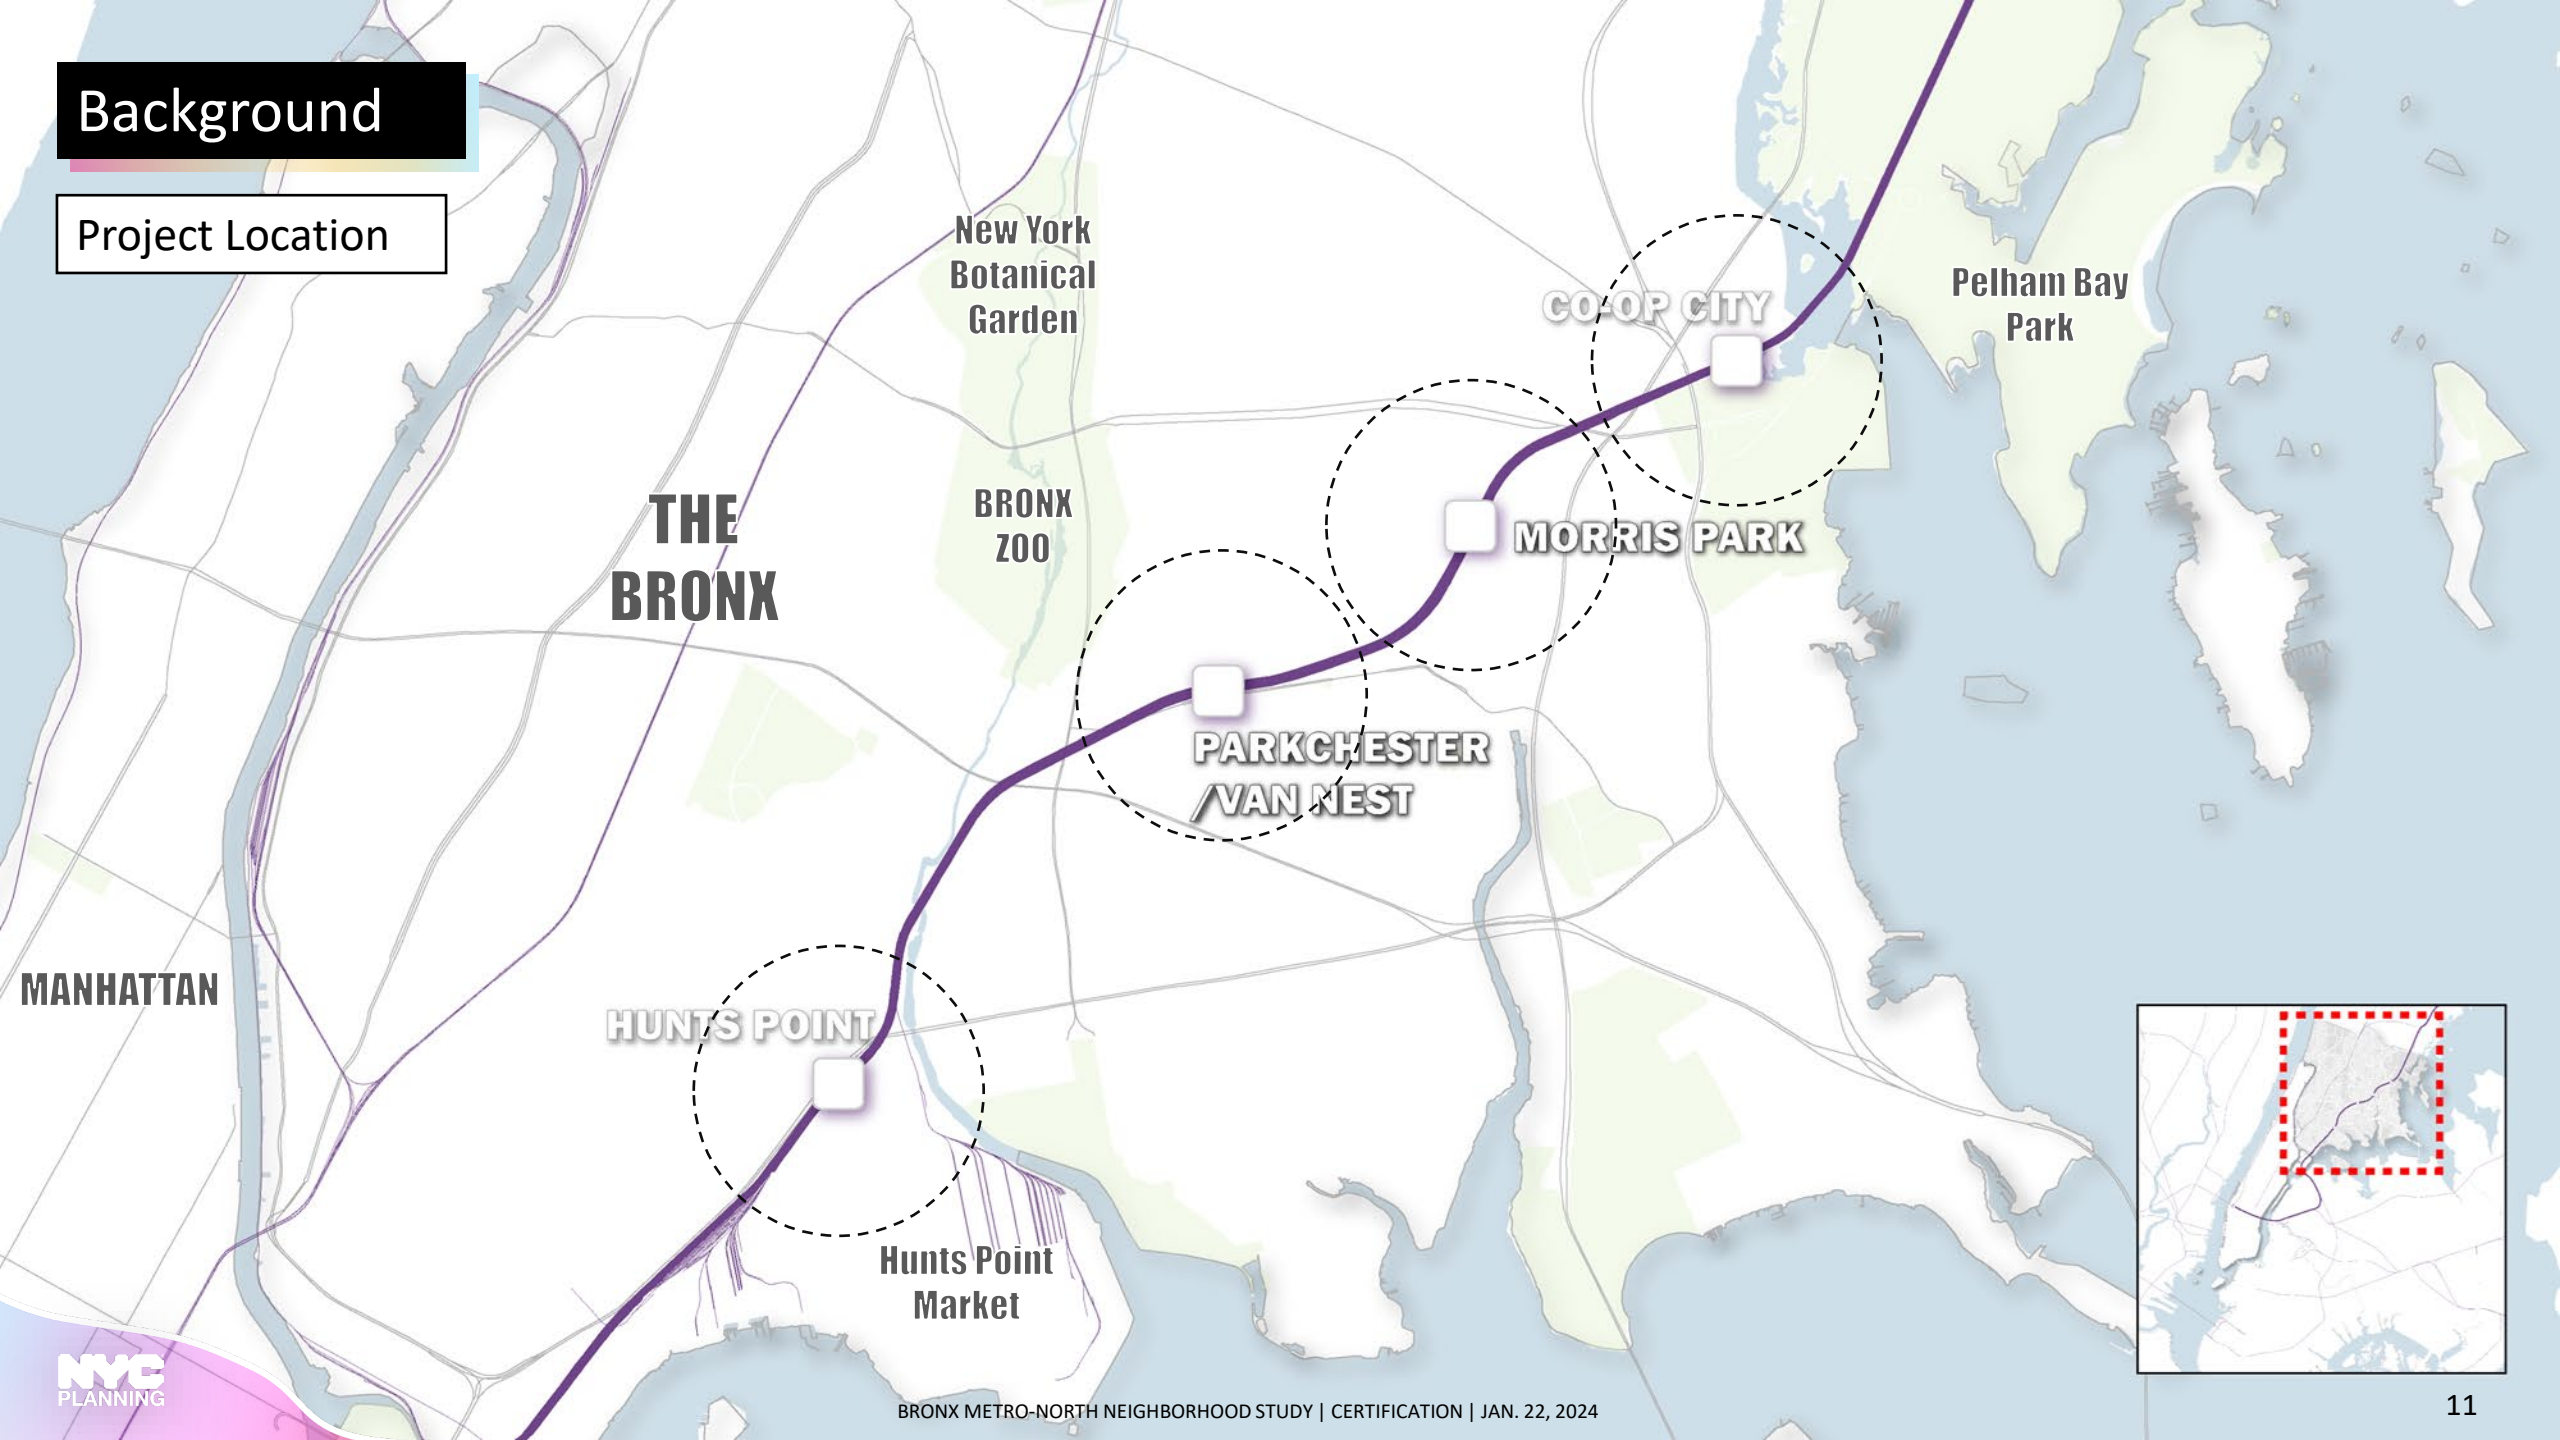 Background
Project Location
New York
Botanical
Garden
CO-OP CITY
Pelham Bay
Park
THE
BRONX
BRONX
ZOO
MORRIS PARK
PARKCHESTER
/VAN NEST
MANHATTAN
HUNTS POINT
Hunts Point
Market
NYC
PLANNING
BRONX METRO-NORTH NEIGHBORHOOD STUDY | CERTIFICATION | JAN. 22, 2024
11